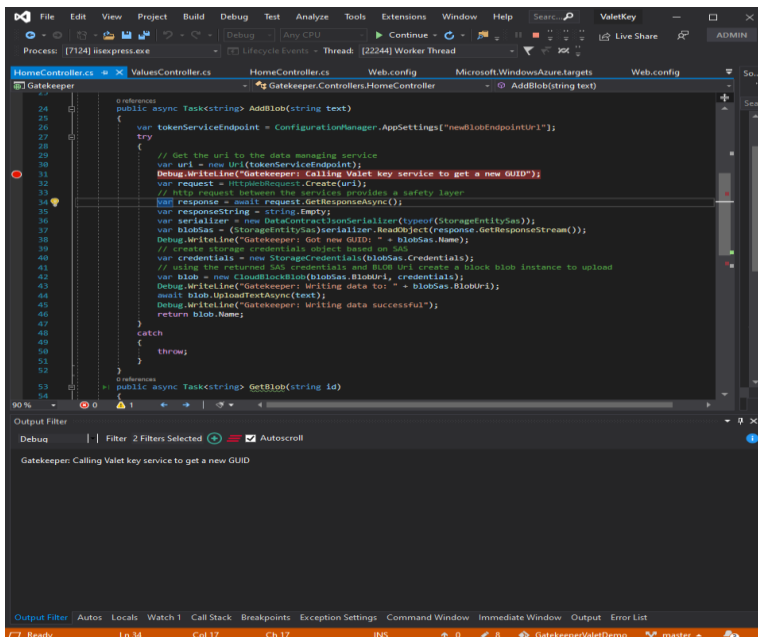 File Edit View Project Build Debug Test Analyze Tools Extensions Window Help Searc... ValetKey
Debug Any CPU Continue Live Share ADMIN
Process: [7124] iisexpress.exe Lifecycle Events Thread: [22244] Worker Thread
HomeController.cs ValuesController.cs HomeController.cs Web.config Microsoft.WindowsAzure.targets Web.config So...
Gatekeeper Gatekeeper.Controllers.HomeController AddBlob(string text)
Sea
23
0 references
24 public async Task<string> AddBlob(string text)
25 {
26 var tokenServiceEndpoint = ConfigurationManager.AppSettings["newBlobEndpointUrl"];
27 try
28 {
29 // Get the uri to the data managing service
30 var uri = new Uri(tokenServiceEndpoint);
31 Debug.WriteLine("Gatekeeper: Calling Valet key service to get a new GUID");
32 var request = HttpWebRequest.Create(uri);
33 // http request between the services provides a safety layer
34 var response = await request.GetResponseAsync();
35 var responseString = string.Empty;
36 var serializer = new DataContractJsonSerializer(typeof(StorageEntitySas));
37 var blobSas = (StorageEntitySas)serializer.ReadObject(response.GetResponseStream());
38 Debug.WriteLine("Gatekeeper: Got new GUID: " + blobSas.Name);
39 // create storage credentials object based on SAS
40 var credentials = new StorageCredentials(blobSas.Credentials);
41 // using the returned SAS credentials and BLOB Uri create a block blob instance to upload
42 var blob = new CloudBlockBlob(blobSas.BlobUri, credentials);
43 Debug.WriteLine("Gatekeeper: Writing data to: " + blobSas.BlobUri);
44 await blob.UploadTextAsync(text);
45 Debug.WriteLine("Gatekeeper: Writing data successful");
46 return blob.Name;
47 }
48 catch
49 {
50 throw;
51 }
52 }
0 references
53 public async Task<string> GetBlob(string id)
54 {
90 % 0 1
Output Filter
Debug Filter 2 Filters Selected Autoscroll
Gatekeeper: Calling Valet key service to get a new GUID
Output Filter Autos Locals Watch 1 Call Stack Breakpoints Exception Settings Command Window Immediate Window Output Error List
Ready Ln 34 Col 17 Ch 17 INS 0 8 GatekeeperValetDemo master